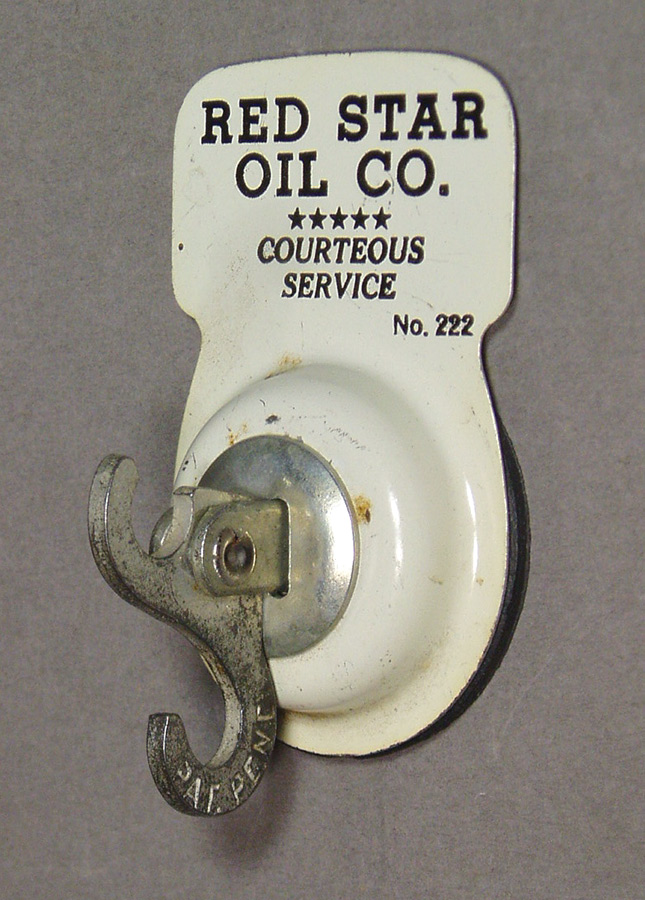 RED STAR
OIL CO.
★★★★★
COURTEOUS
SERVICE
No. 222
PAT. PEND.